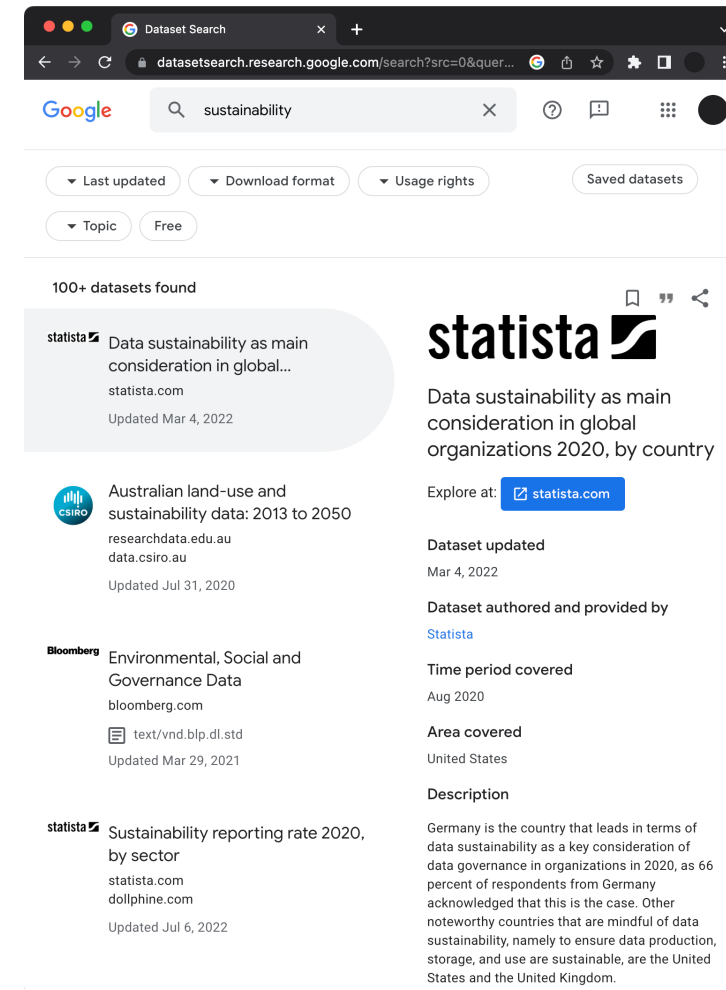 Dataset Search
datasetsearch.research.google.com/search?src=0&quer...
Google
sustainability
Last updated
Download format
Usage rights
Saved datasets
Topic
Free
100+ datasets found
statista
Data sustainability as main
consideration in global...
statista.com
Updated Mar 4, 2022
CSIRO
Australian land-use and
sustainability data: 2013 to 2050
researchdata.edu.au
data.csiro.au
Updated Jul 31, 2020
Bloomberg
Environmental, Social and
Governance Data
bloomberg.com
text/vnd.blp.dl.std
Updated Mar 29, 2021
statista
Sustainability reporting rate 2020,
by sector
statista.com
dollphine.com
Updated Jul 6, 2022
statista
Data sustainability as main
consideration in global
organizations 2020, by country
Explore at: statista.com
Dataset updated
Mar 4, 2022
Dataset authored and provided by
Statista
Time period covered
Aug 2020
Area covered
United States
Description
Germany is the country that leads in terms of
data sustainability as a key consideration of
data governance in organizations in 2020, as 66
percent of respondents from Germany
acknowledged that this is the case. Other
noteworthy countries that are mindful of data
sustainability, namely to ensure data production,
storage, and use are sustainable, are the United
States and the United Kingdom.